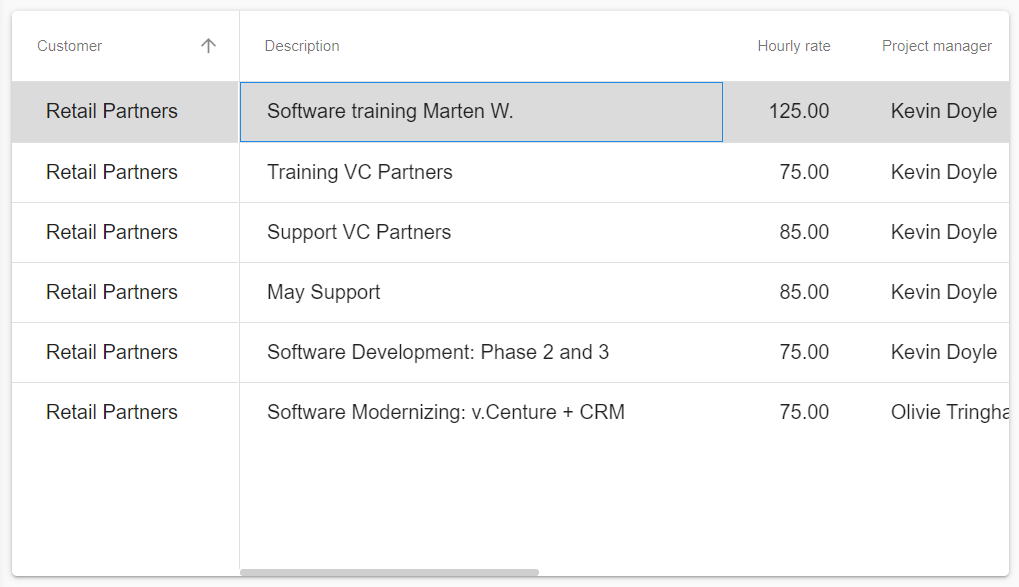 Customer Description Hourly rate Project manager
Retail Partners Software training Marten W. 125.00 Kevin Doyle
Retail Partners Training VC Partners 75.00 Kevin Doyle
Retail Partners Support VC Partners 85.00 Kevin Doyle
Retail Partners May Support 85.00 Kevin Doyle
Retail Partners Software Development: Phase 2 and 3 75.00 Kevin Doyle
Retail Partners Software Modernizing: v.Centure + CRM 75.00 Olivie